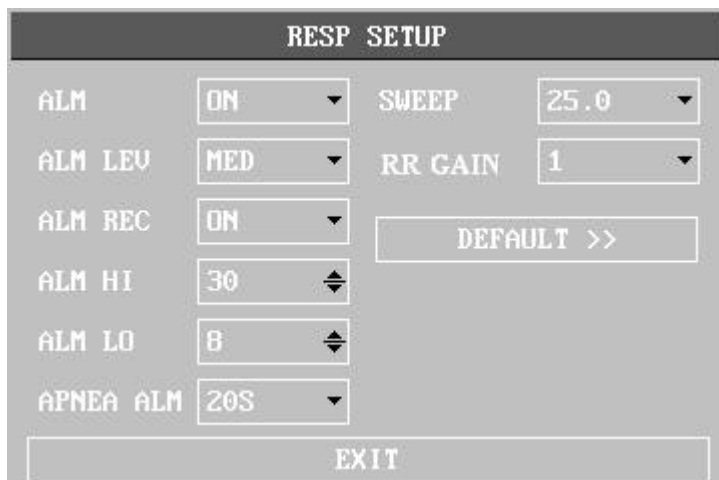 RESP SETUP
ALM ON SWEEP 25.0
ALM LEV MED RR GAIN 1
ALM REC ON DEFAULT >>
ALM HI 30
ALM LO 8
APNEA ALM 20S
EXIT